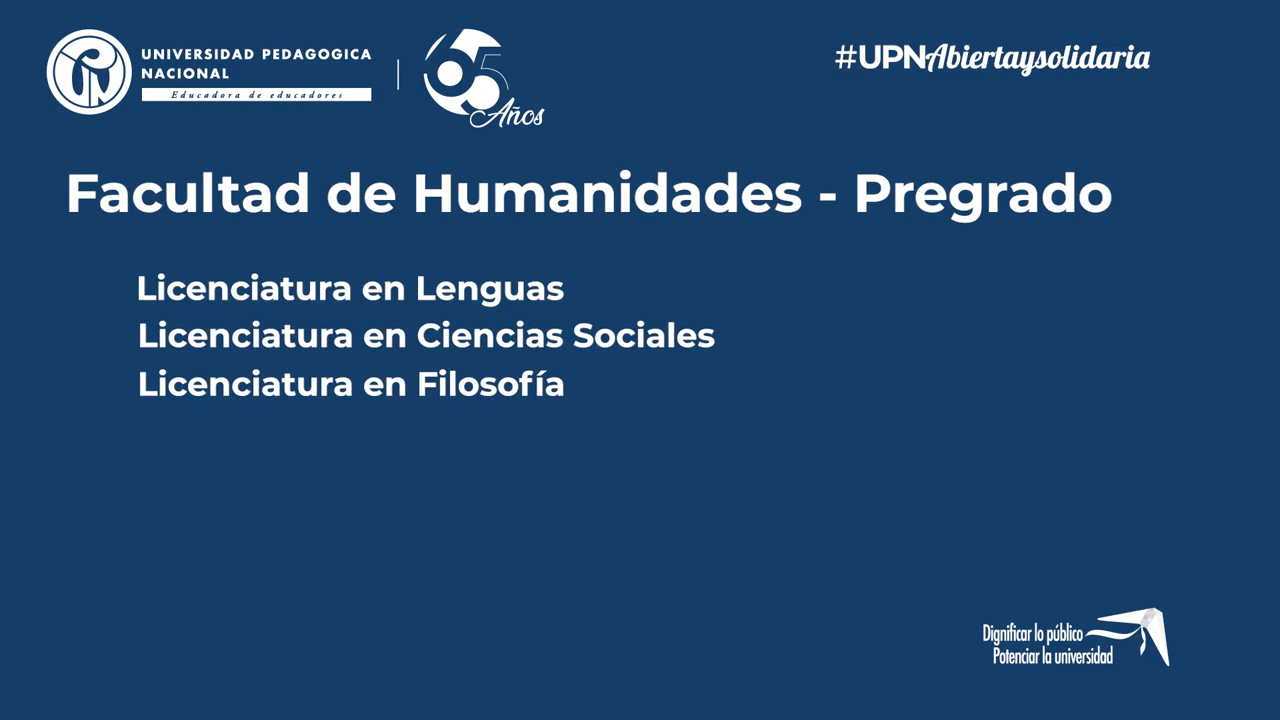 UNIVERSIDAD PEDAGOGICA
NACIONAL
Educadora de educadores
65
Años
#UPNAbiertaysolidaria
Facultad de Humanidades - Pregrado
Licenciatura en Lenguas
Licenciatura en Ciencias Sociales
Licenciatura en Filosofía
Dignificar lo público
Potenciar la universidad